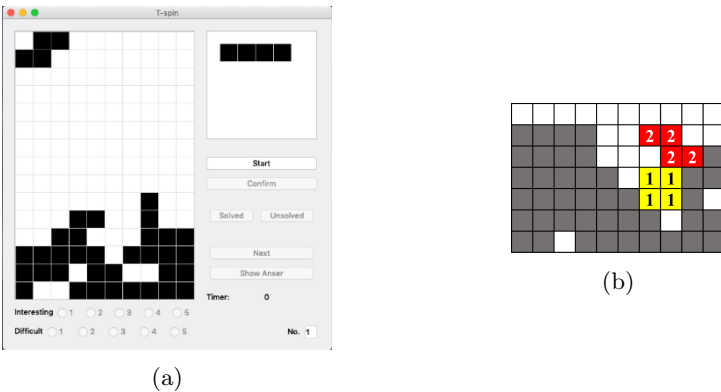 T-spin
Start
Confirm
Solved Unsolved
Next
Show Anser
Timer: 0
Interesting 1 2 3 4 5
Difficult 1 2 3 4 5
No. 1
(a)
2 2
2 2
1 1
1 1
(b)